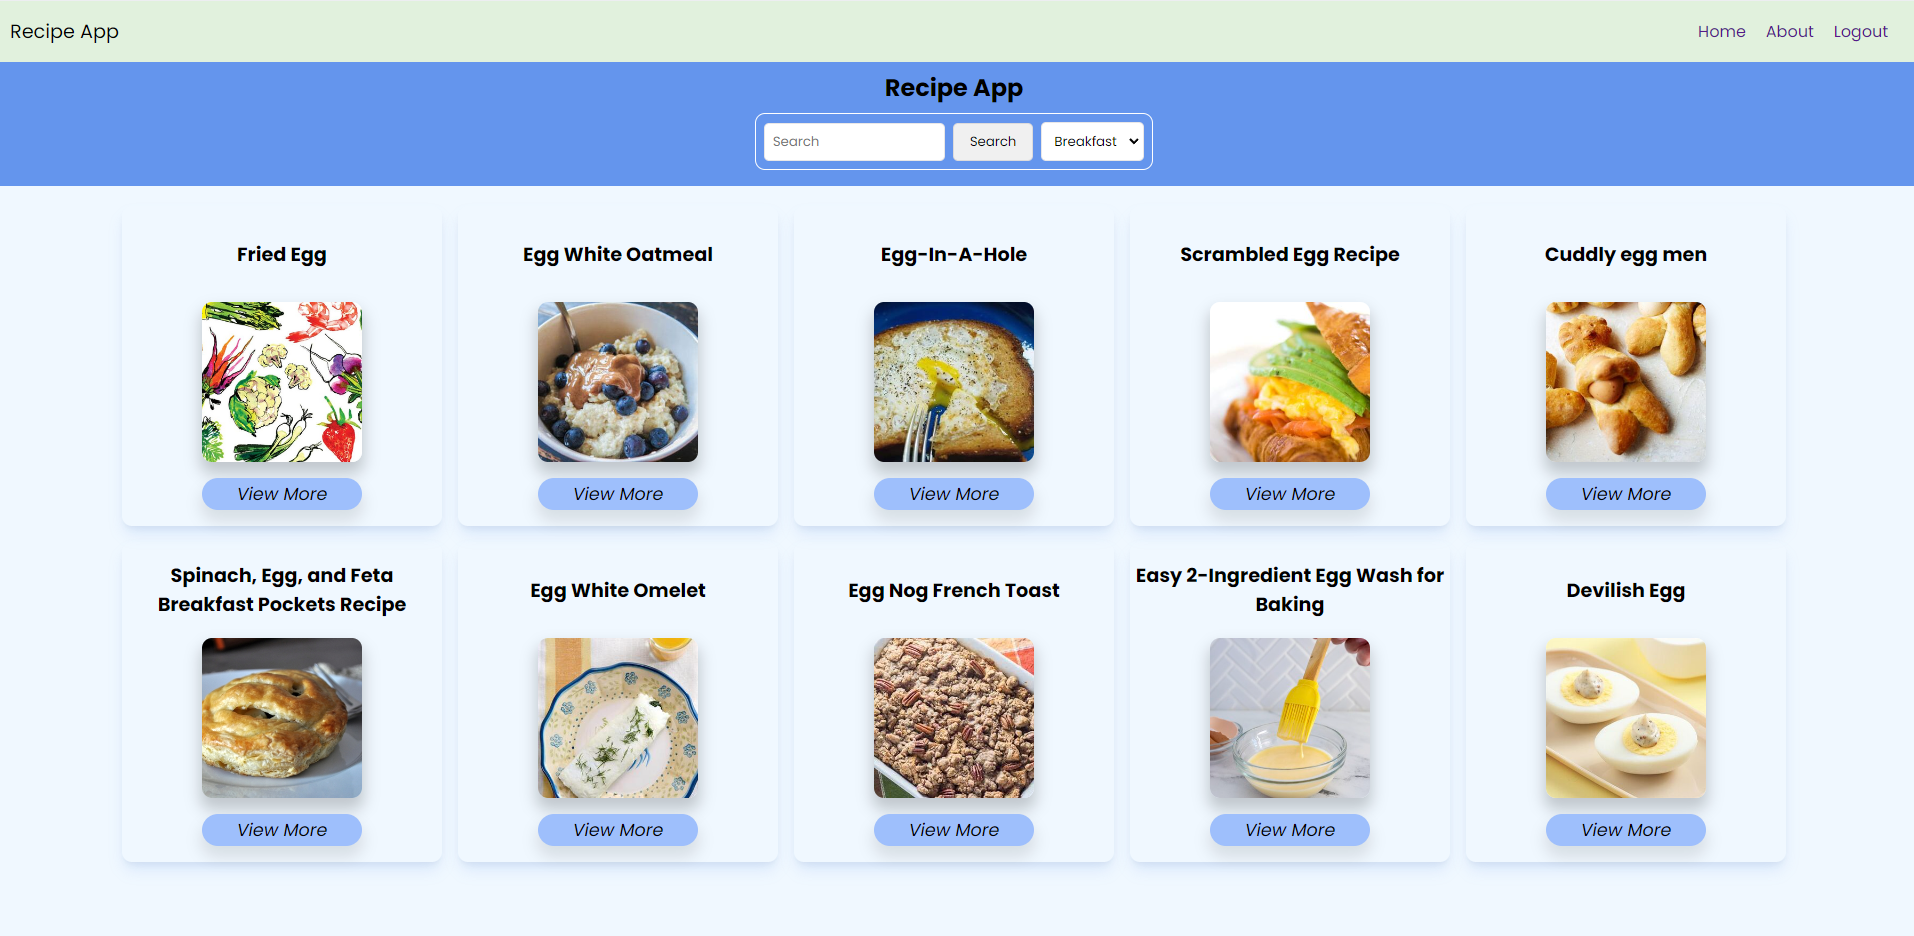 Recipe App
Home About Logout
Recipe App
Search Search Breakfast
Fried Egg
Egg White Oatmeal
Egg-In-A-Hole
Scrambled Egg Recipe
Cuddly egg men
View More
View More
View More
View More
View More
Spinach, Egg, and Feta
Breakfast Pockets Recipe
Egg White Omelet
Egg Nog French Toast
Easy 2-Ingredient Egg Wash for
Baking
Devilish Egg
View More
View More
View More
View More
View More